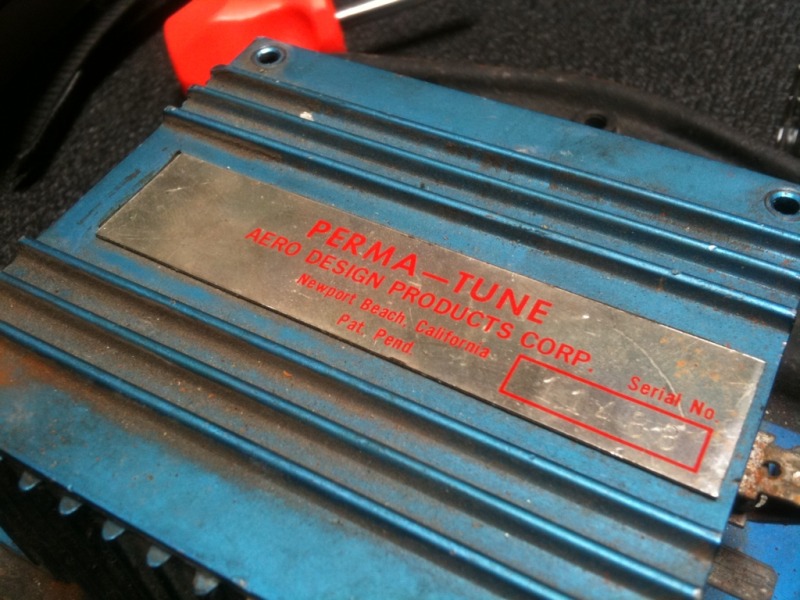 PERMA—TUNE
AERO DESIGN PRODUCTS CORP.
Newport Beach, California
Pat. Pend.
Serial No.